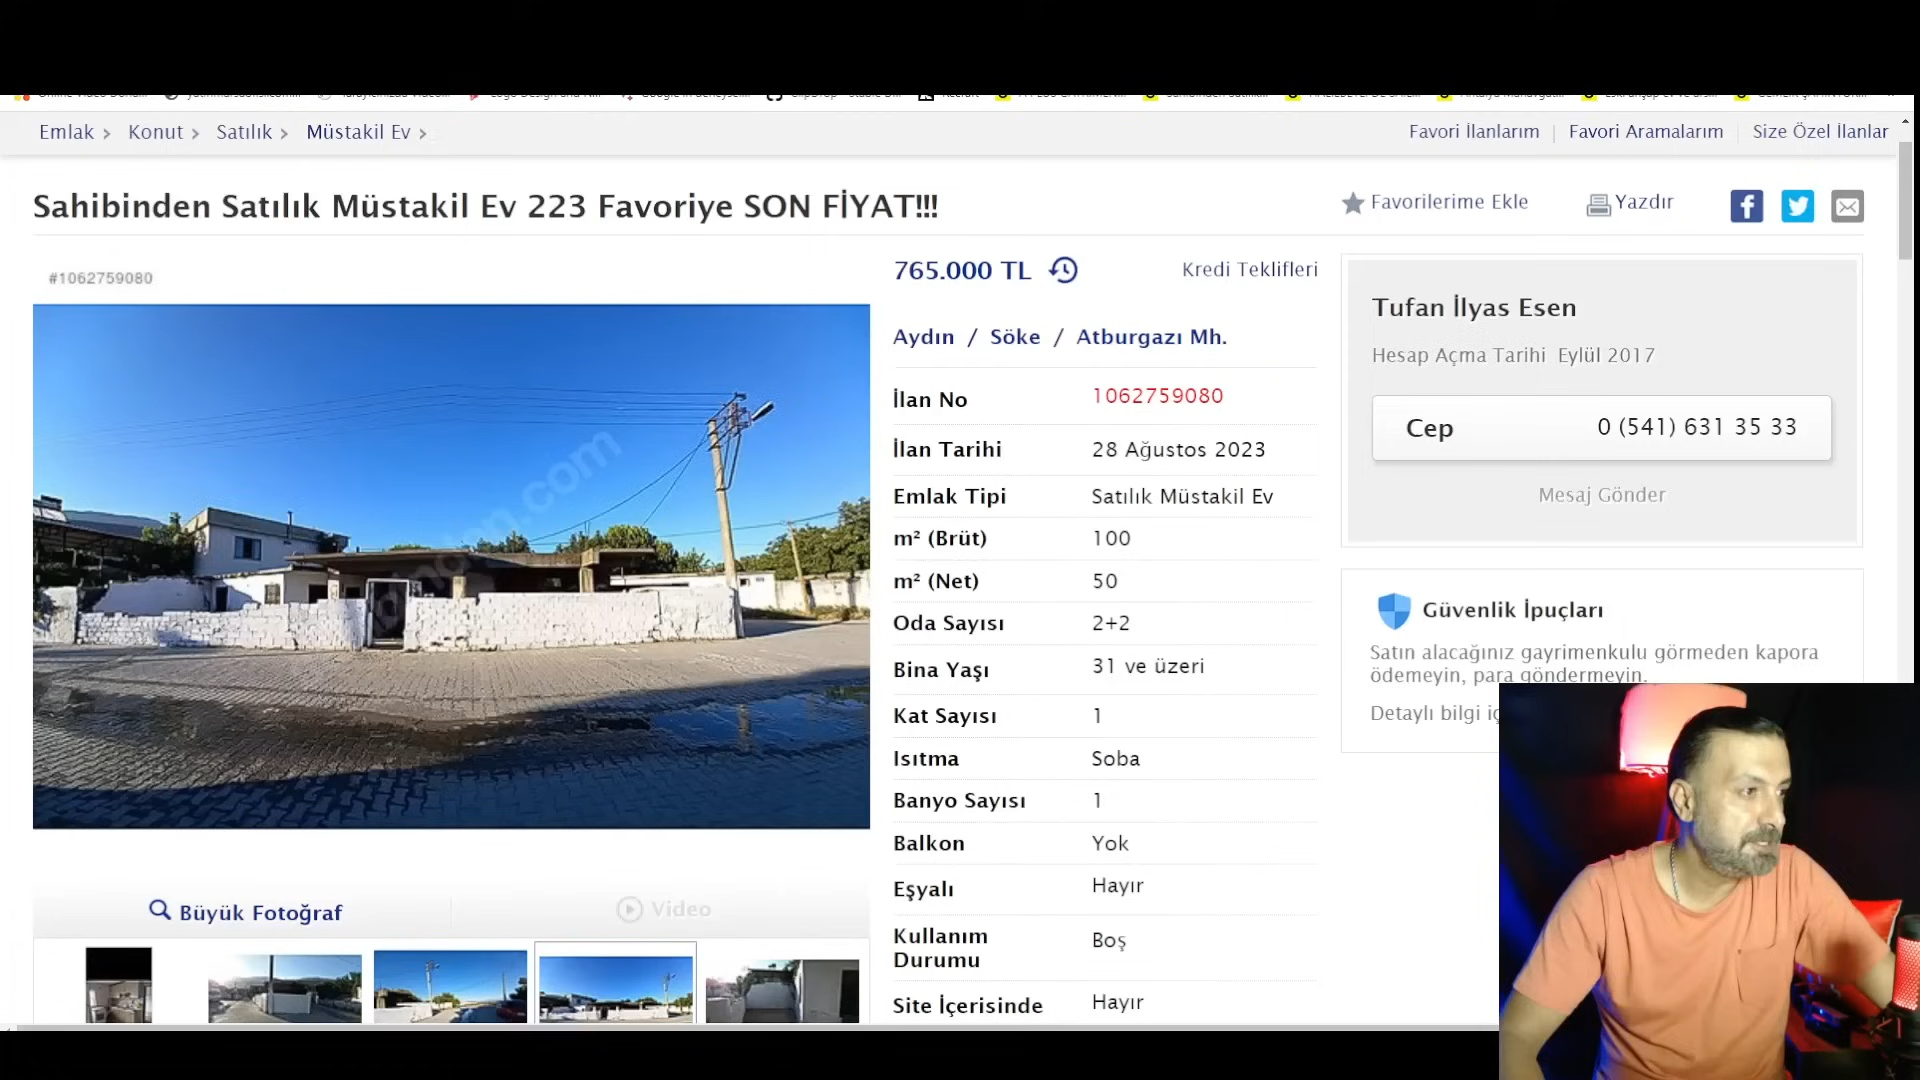 Emlak > Konut > Satılık > Müstakil Ev >
Favori İlanlarım | Favori Aramalarım | Size Özel İlanlar
Sahibinden Satılık Müstakil Ev 223 Favoriye SON FİYAT!!!
Favorilerime Ekle
Yazdır
#1062759080
765.000 TL
Kredi Teklifleri
Aydın / Söke / Atburgazı Mh.
İlan No 1062759080
İlan Tarihi 28 Ağustos 2023
Emlak Tipi Satılık Müstakil Ev
m² (Brüt) 100
m² (Net) 50
Oda Sayısı 2+2
Bina Yaşı 31 ve üzeri
Kat Sayısı 1
Isıtma Soba
Banyo Sayısı 1
Balkon Yok
Eşyalı Hayır
Kullanım
Durumu Boş
Site İçerisinde Hayır
Tufan İlyas Esen
Hesap Açma Tarihi Eylül 2017
Cep 0 (541) 631 35 33
Mesaj Gönder
Güvenlik İpuçları
Satın alacağınız gayrimenkulu görmeden kapora
ödemeyin, para göndermeyin.
Detaylı bilgi
Büyük Fotoğraf
Video